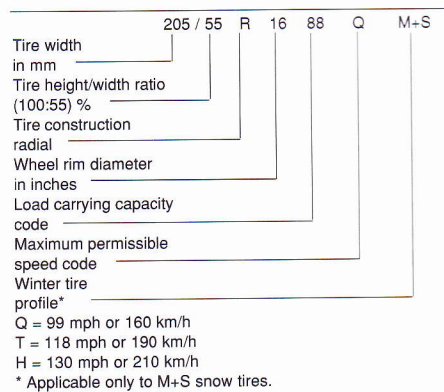 205 / 55 R 16 88 Q M+S
Tire width
in mm
Tire height/width ratio
(100:55) %
Tire construction
radial
Wheel rim diameter
in inches
Load carrying capacity
code
Maximum permissible
speed code
Winter tire
profile*
Q = 99 mph or 160 km/h
T = 118 mph or 190 km/h
H = 130 mph or 210 km/h
* Applicable only to M+S snow tires.